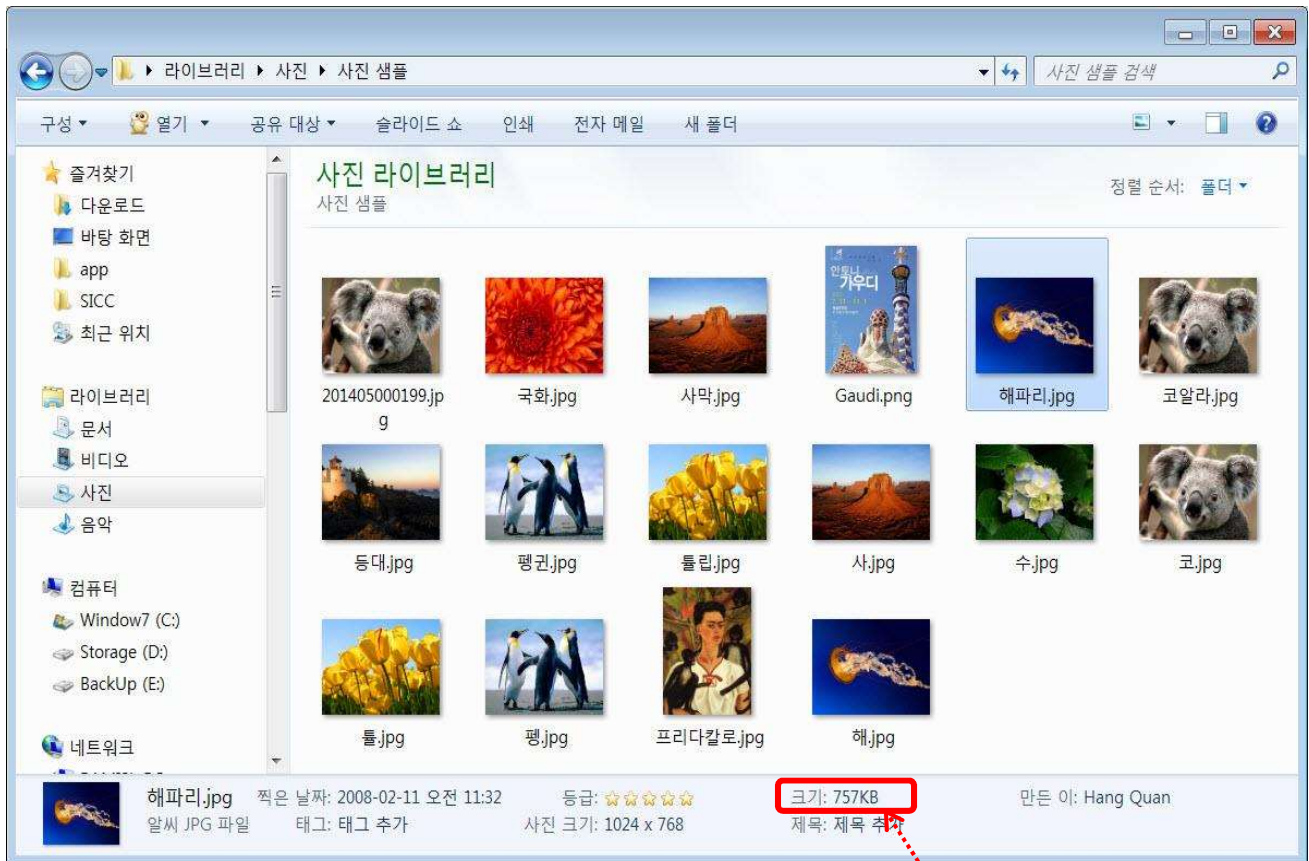 라이브러리 ▸ 사진 ▸ 사진 샘플
사진 샘플 검색
구성 열기 공유 대상 슬라이드 쇼 인쇄 전자 메일 새 폴더
즐겨찾기
다운로드
바탕 화면
app
SICC
최근 위치
라이브러리
문서
비디오
사진
음악
컴퓨터
Window7 (C:)
Storage (D:)
BackUp (E:)
네트워크
사진 라이브러리
사진 샘플
정렬 순서: 폴더
안토니
가우디
201405000199.jp
g
국화.jpg
사막.jpg
Gaudi.png
해파리.jpg
코알라.jpg
등대.jpg
펭귄.jpg
튤립.jpg
사.jpg
수.jpg
코.jpg
튤.jpg
펭.jpg
프리다칼로.jpg
해.jpg
해파리.jpg 찍은 날짜: 2008-02-11 오전 11:32 등급: 크기: 757KB 만든 이: Hang Quan
알씨 JPG 파일 태그: 태그 추가 사진 크기: 1024 x 768 제목: 제목 추가